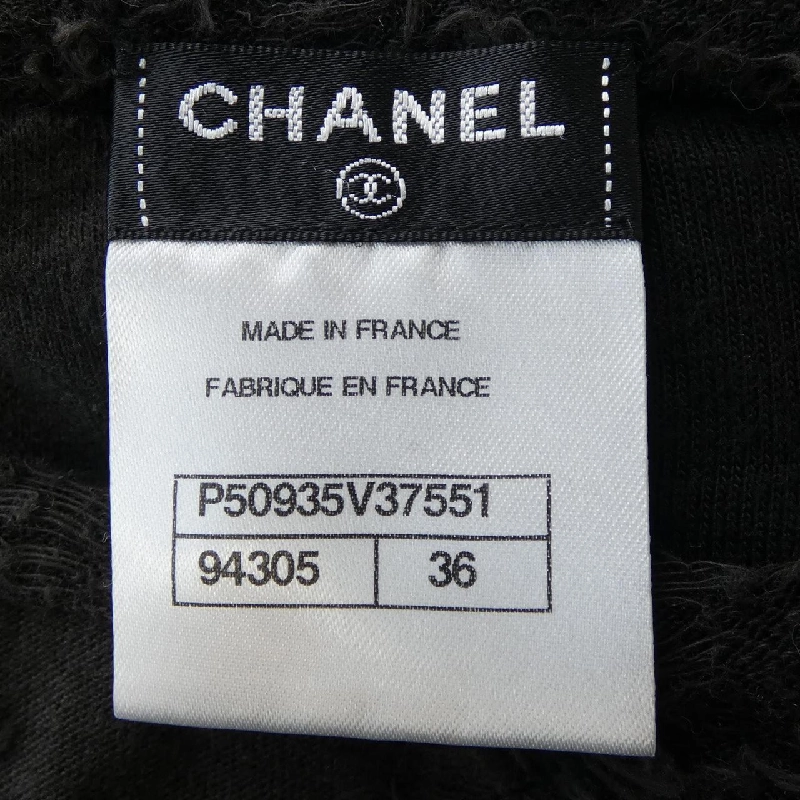 CHANEL
MADE IN FRANCE
FABRIQUE EN FRANCE
P50935V37551
94305 36